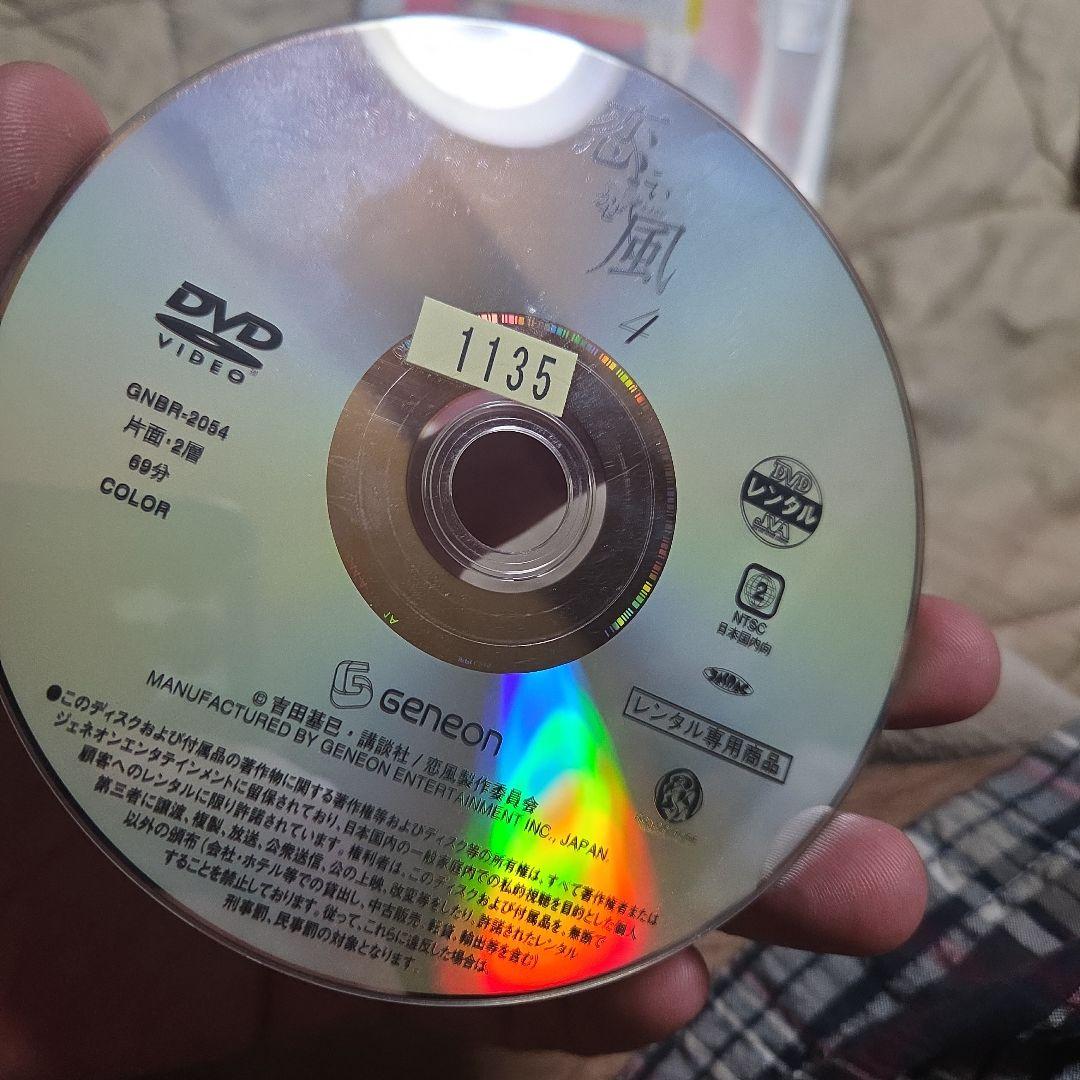 恋風
こいかぜ
4
1135
DVD
VIDEO
GNBR-2054
片面・2層
69分
COLOR
DVD
レンタル
JVA
2
NTSC
日本国内向
レンタル専用商品
Geneon
© 吉田基已・講談社/恋風製作委員会
MANUFACTURED BY GENEON ENTERTAINMENT INC., JAPAN.
●このディスクおよび付属品の著作物に関する著作権等およびディスク等の所有権は、すべて著作権者または
ジェネオンエンタテインメントに留保されており、日本国内の一般家庭内での私的視聴を目的とした個人
顧客へのレンタルに限り許諾されています。権利者は、このディスクおよび付属品を、無断で
第三者に譲渡、複製、放送、公衆送信、公の上映、改変等をしたり、許諾されたレンタル
以外の頒布(会社・ホテル等での貸出し、中古販売、転貸、輸出等を含む)
することを禁止しております。従って、これらに違反した場合は、
刑事罰、民事罰の対象となります。